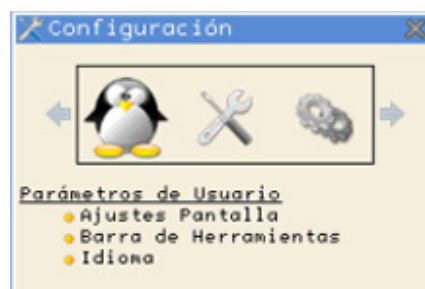 Configuración
Parámetros de Usuario
Ajustes Pantalla
Barra de Herramientas
Idioma